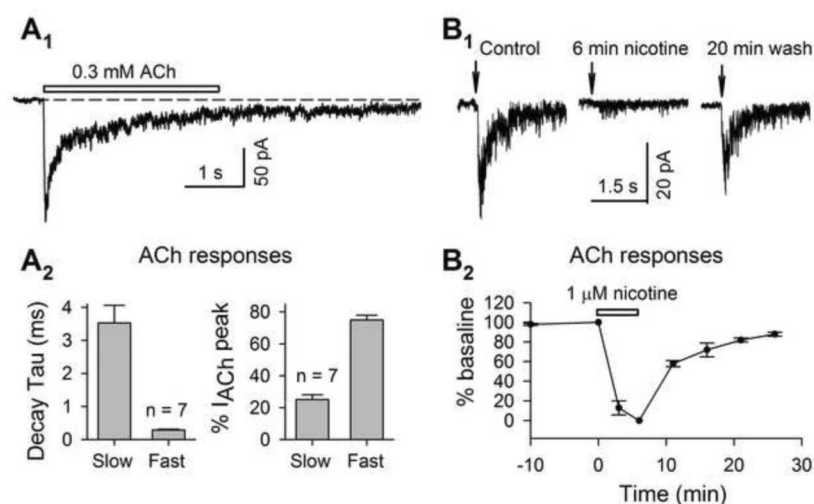 A1
0.3 mM ACh
1 s
50 pA
B1
Control
6 min nicotine
20 min wash
1.5 s
20 pA
A2
ACh responses
Decay Tau (ms)
4
3
2
1
0
n = 7
Slow
Fast
% IACh peak
80
60
40
20
0
n = 7
Slow
Fast
B2
ACh responses
1 μM nicotine
% basaline
120
100
80
60
40
20
0
-10
0
10
20
30
Time (min)